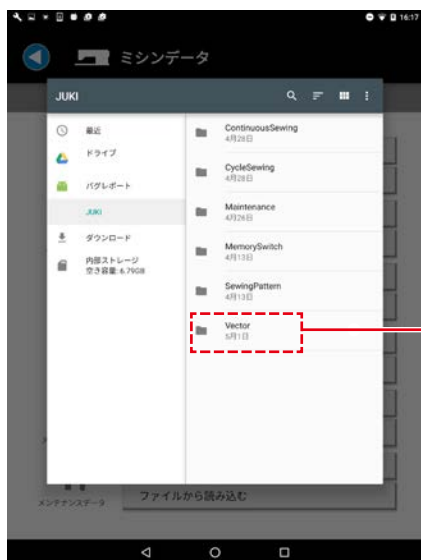 16:17
ミシンデータ
JUKI
最近
ドライブ
バグレポート
JUKI
ダウンロード
内部ストレージ
空き容量: 6.79GB
ContinuousSewing
4月28日
CycleSewing
4月28日
Maintenance
4月26日
MemorySwitch
4月13日
SewingPattern
4月13日
Vector
5月1日
メンテナンスデータ
ファイルから読み込む